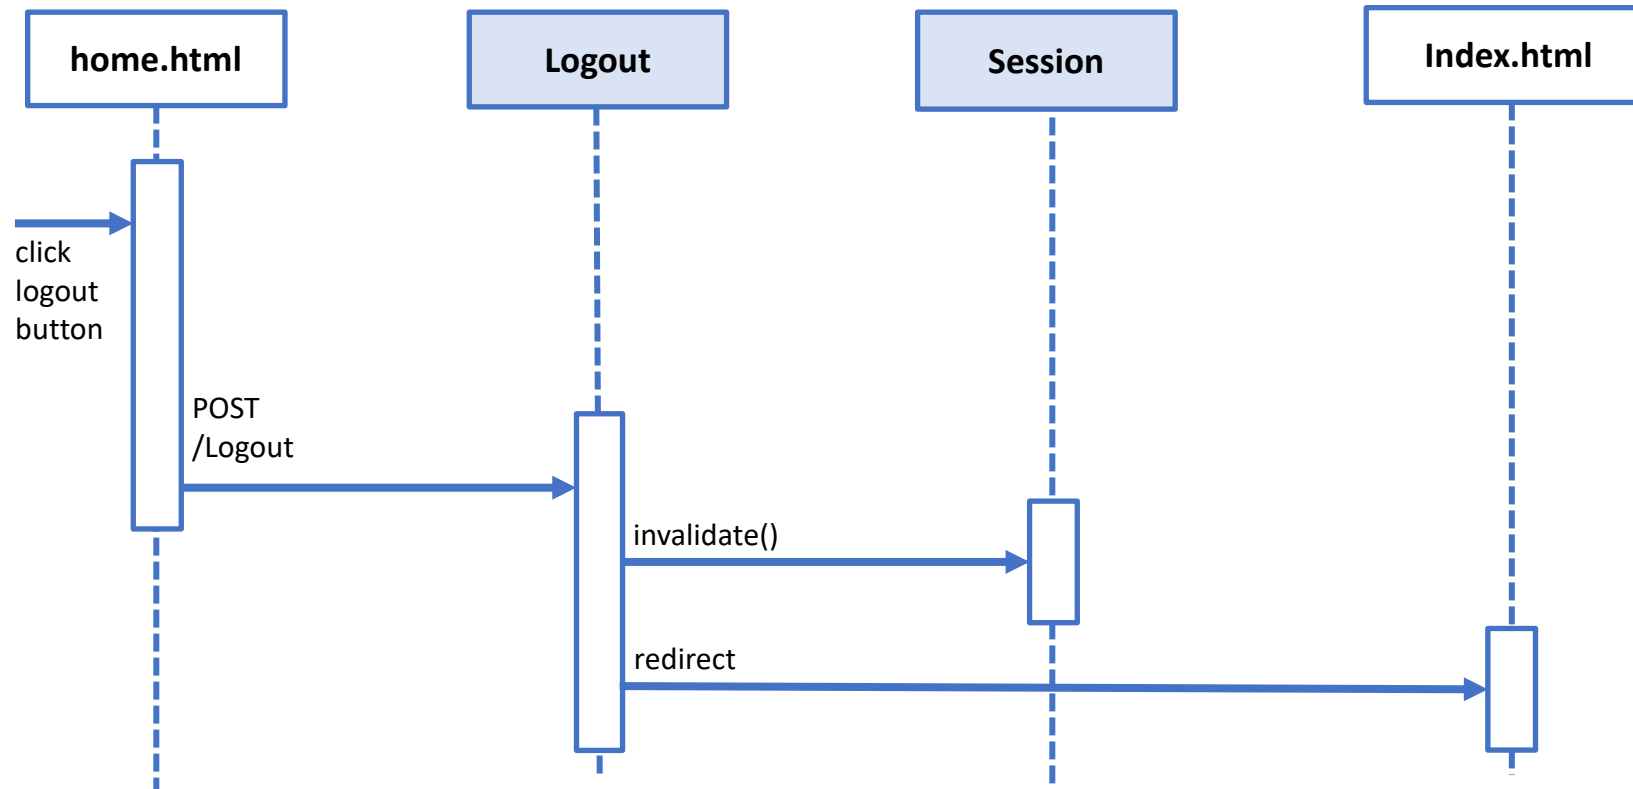 home.html
Logout
Session
Index.html
click
logout
button
POST
/Logout
invalidate()
redirect